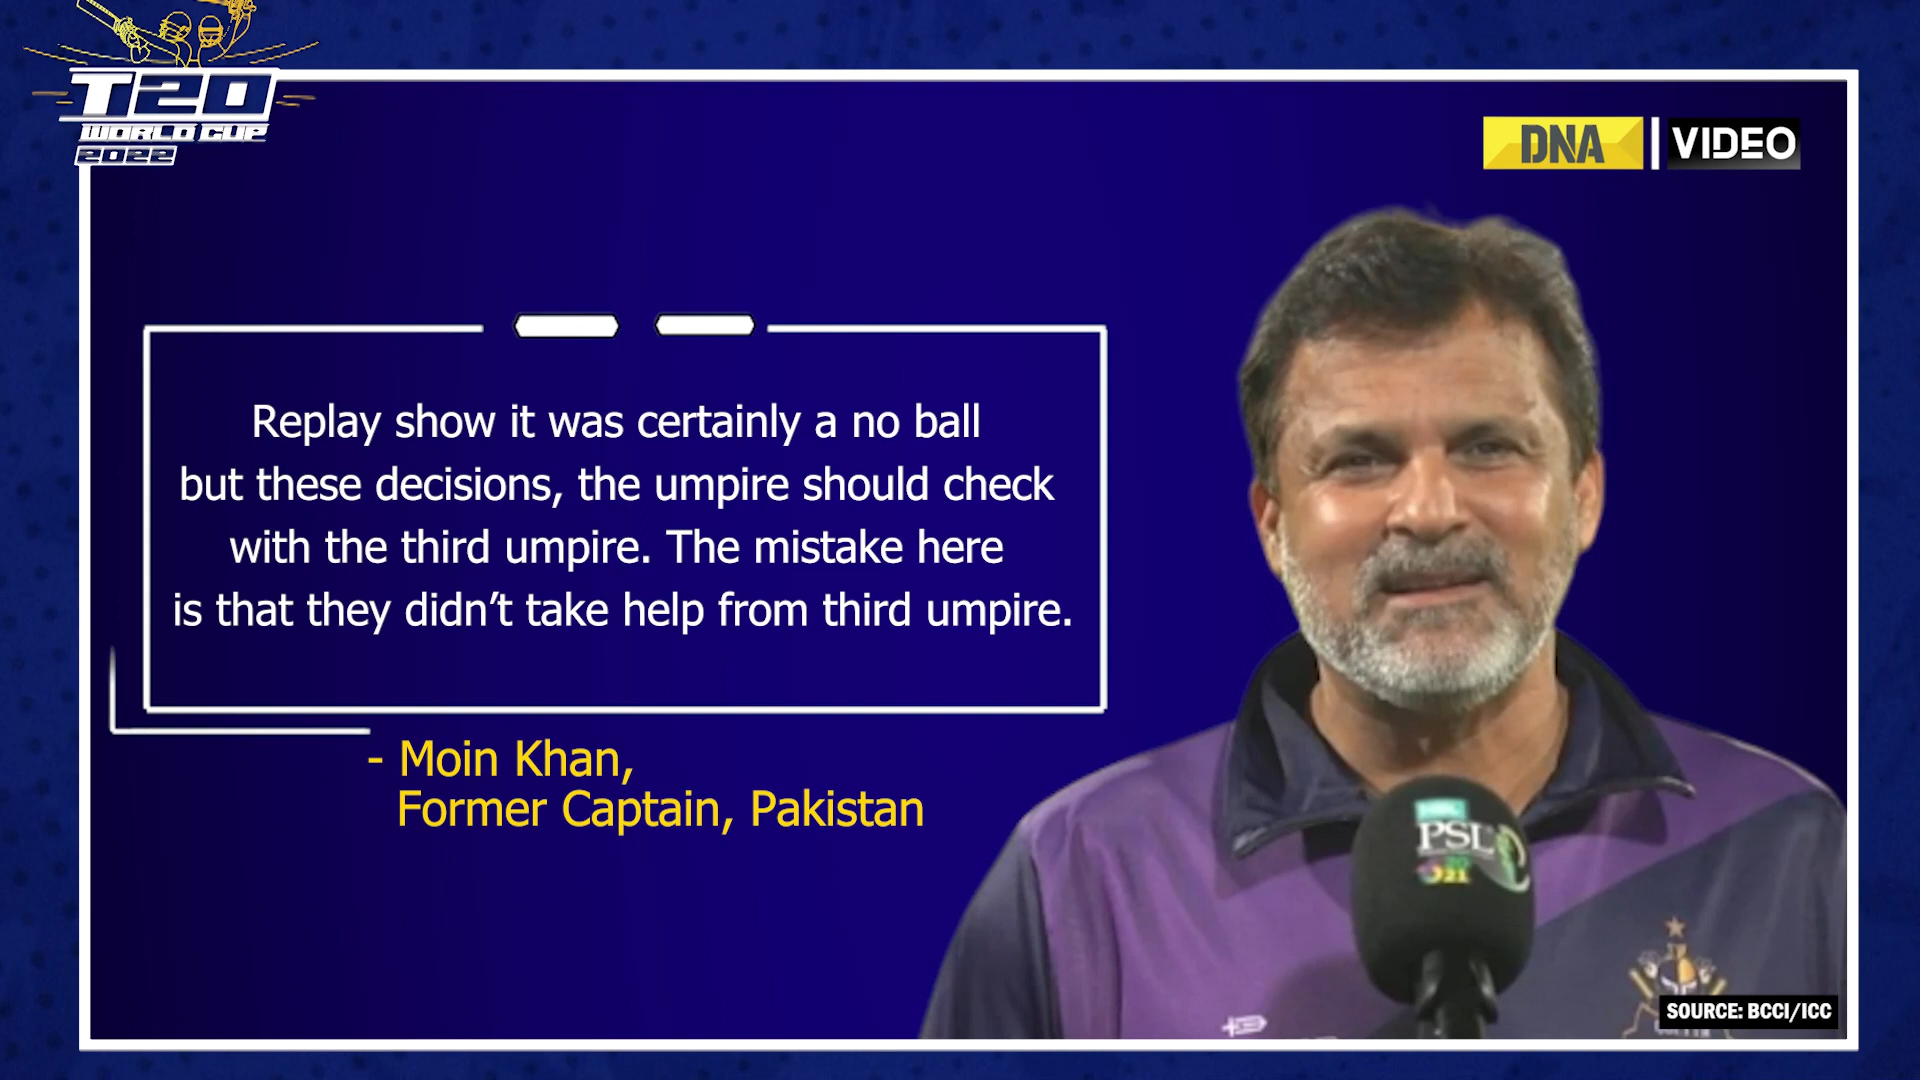 T20
WORLD CUP
2022
DNA VIDEO
Replay show it was certainly a no ball
but these decisions, the umpire should check
with the third umpire. The mistake here
is that they didn’t take help from third umpire.
- Moin Khan,
Former Captain, Pakistan
PSL
2021
SOURCE: BCCI/ICC